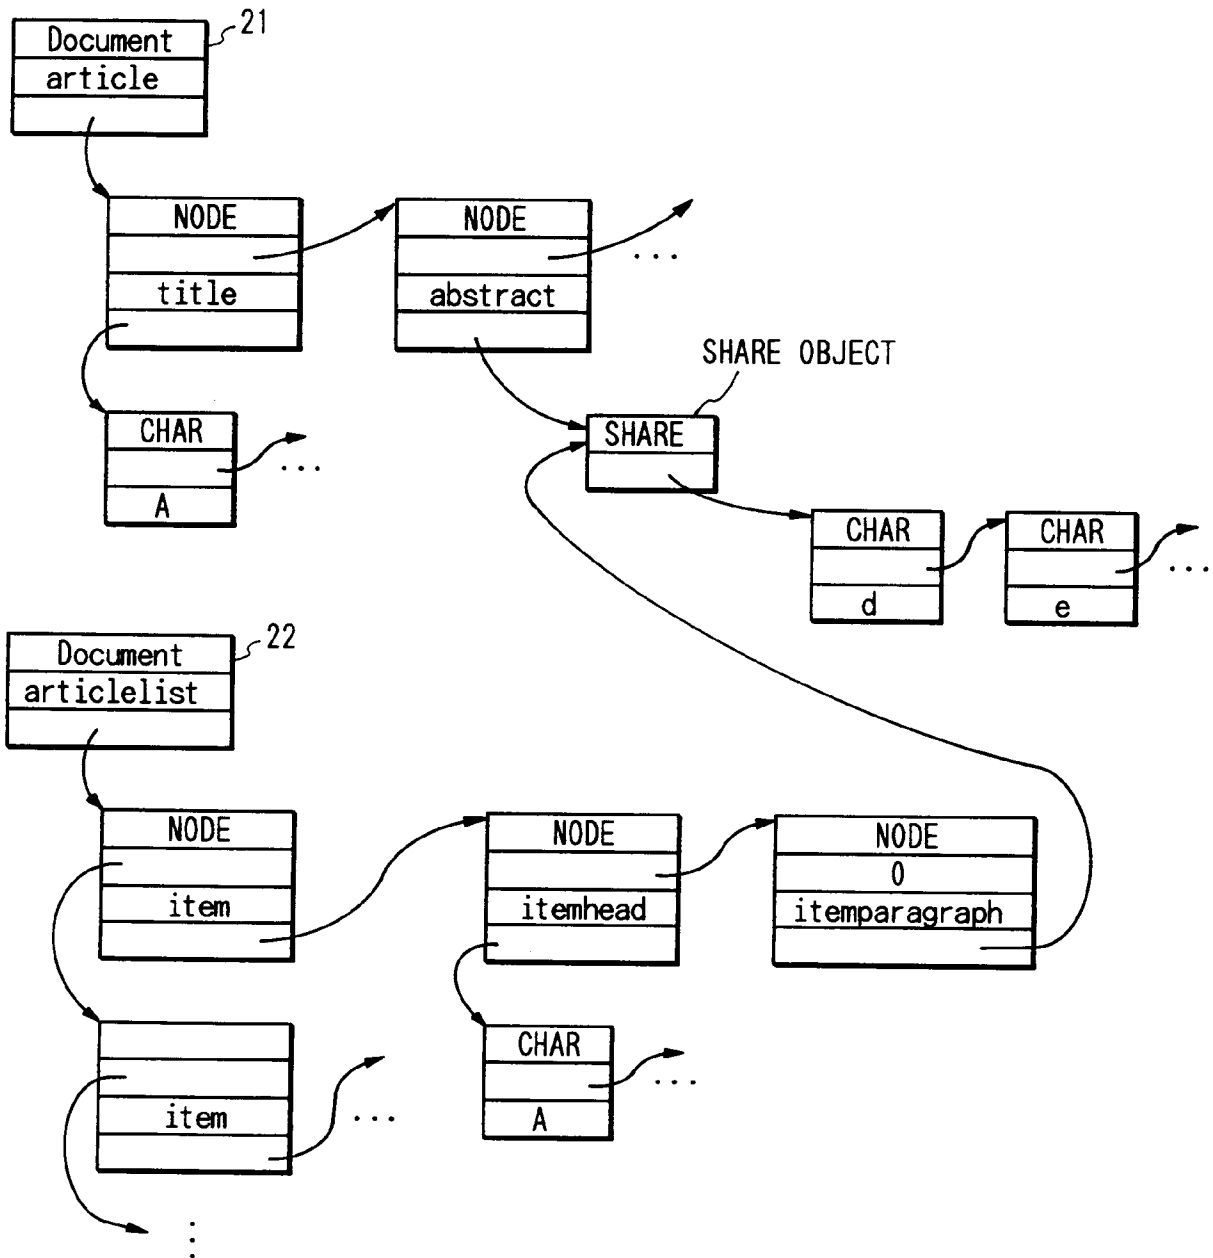 Document
21
article
NODE
NODE
...
title
abstract
SHARE OBJECT
CHAR
SHARE
...
A
CHAR
CHAR
...
d
e
Document
22
articlelist
NODE
NODE
NODE
0
item
itemhead
itemparagraph
CHAR
...
item
...
A